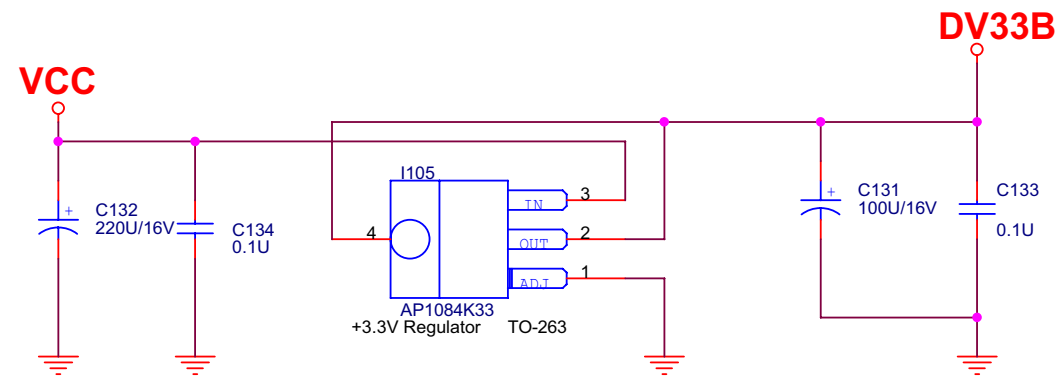 DV33B
VCC
I105
3
IN
C132
220U/16V
+
C134
0.1U
4
2
OUT
1
ADJ
+
C131
100U/16V
C133
0.1U
AP1084K33
+3.3V Regulator TO-263